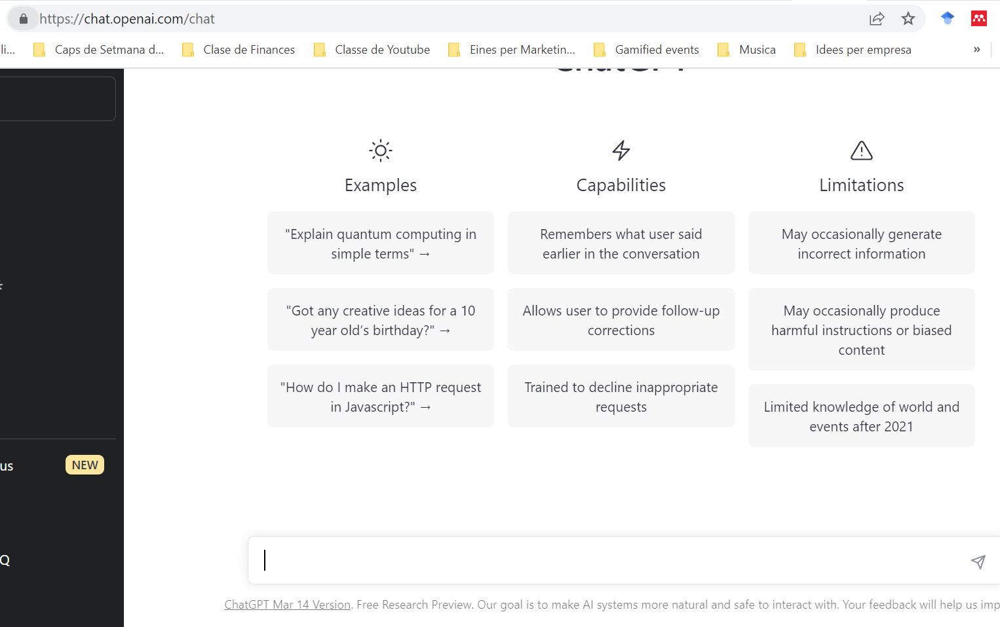 https://chat.openai.com/chat
li... Caps de Setmana d... Clase de Finances Classe de Youtube Eines per Marketin... Gamified events Musica Idees per empresa »
ChatGPT
Examples
"Explain quantum computing in
simple terms" →
"Got any creative ideas for a 10
year old’s birthday?" →
"How do I make an HTTP request
in Javascript?" →
Capabilities
Remembers what user said
earlier in the conversation
Allows user to provide follow-up
corrections
Trained to decline inappropriate
requests
Limitations
May occasionally generate
incorrect information
May occasionally produce
harmful instructions or biased
content
Limited knowledge of world and
events after 2021
us NEW
Q
ChatGPT Mar 14 Version. Free Research Preview. Our goal is to make AI systems more natural and safe to interact with. Your feedback will help us imp